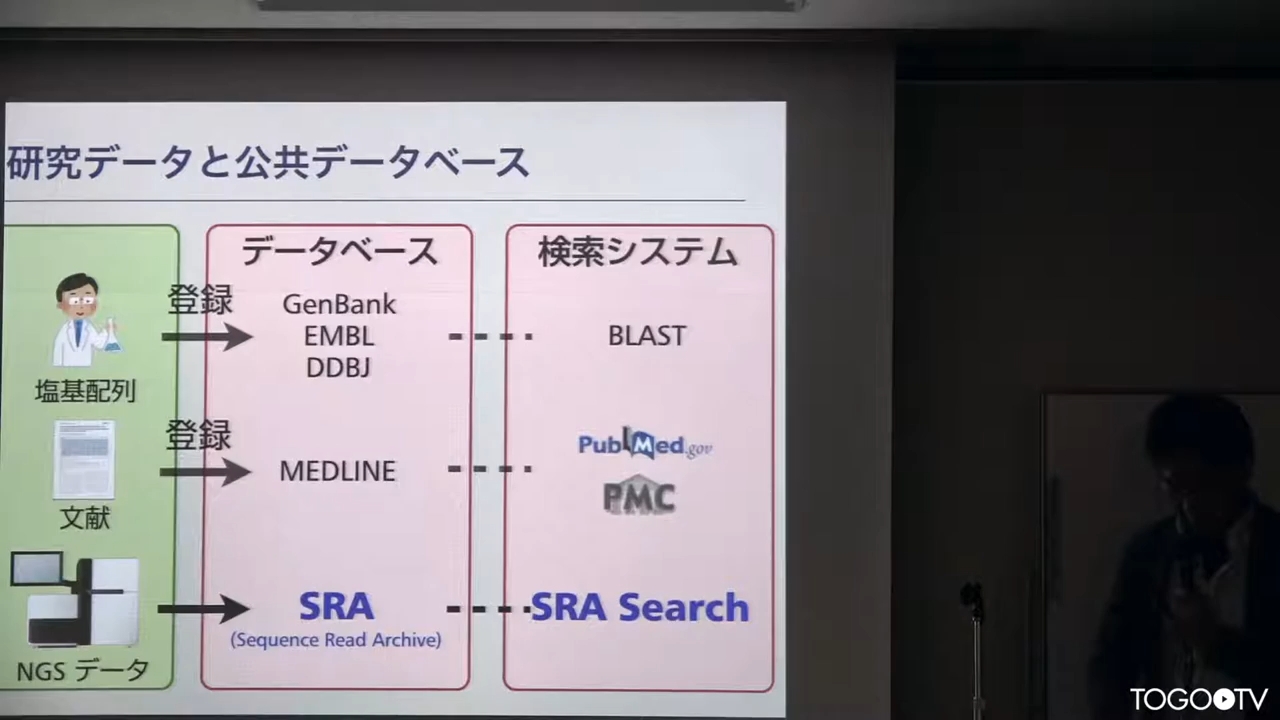 研究データと公共データベース
データベース
検索システム
登録
GenBank
EMBL
DDBJ
BLAST
塩基配列
登録
MEDLINE
PubMed.gov
PMC
文献
SRA
(Sequence Read Archive)
SRA Search
NGS データ
TOGOTV